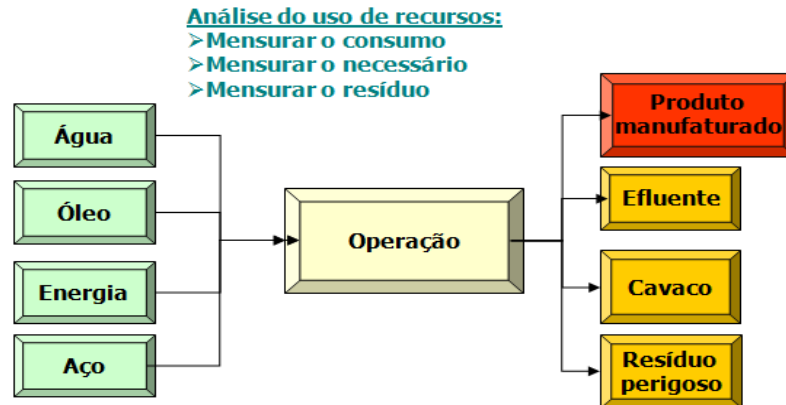 Análise do uso de recursos:
➢Mensurar o consumo
➢Mensurar o necessário
➢Mensurar o resíduo
Água
Óleo
Energia
Aço
Operação
Produto
manufaturado
Efluente
Cavaco
Resíduo
perigoso